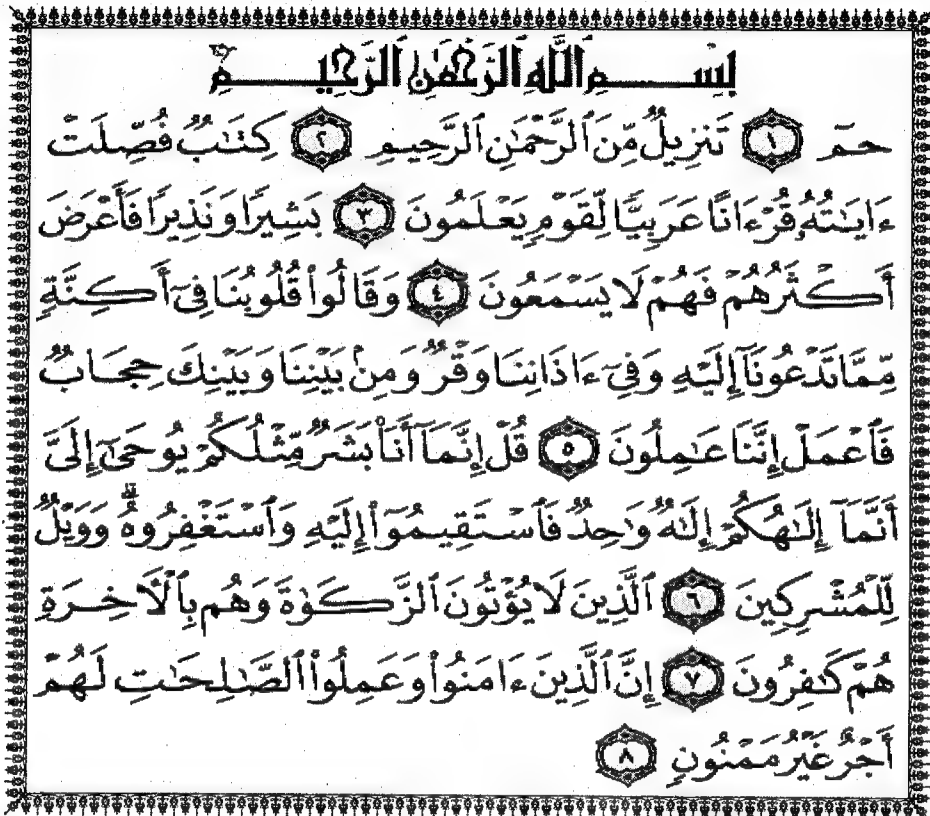 بِسْمِ ٱللَّهِ ٱلرَّحْمَٰنِ ٱلرَّحِيمِ
حمٓ ١ تَنزِيلٌ مِّنَ ٱلرَّحْمَٰنِ ٱلرَّحِيمِ ٢ كِتَٰبٌ فُصِّلَتْ
ءَايَٰتُهُۥ قُرْءَانًا عَرَبِيًّا لِّقَوْمٍ يَعْلَمُونَ ٣ بَشِيرًا وَنَذِيرًا فَأَعْرَضَ
أَكْثَرُهُمْ فَهُمْ لَا يَسْمَعُونَ ٤ وَقَالُوا۟ قُلُوبُنَا فِىٓ أَكِنَّةٍ
مِّمَّا تَدْعُونَآ إِلَيْهِ وَفِىٓ ءَاذَانِنَا وَقْرٌ وَمِنۢ بَيْنِنَا وَبَيْنِكَ حِجَابٌ
فَٱعْمَلْ إِنَّنَا عَٰمِلُونَ ٥ قُلْ إِنَّمَآ أَنَا۠ بَشَرٌ مِّثْلُكُمْ يُوحَىٰٓ إِلَىَّ
أَنَّمَآ إِلَٰهُكُمْ إِلَٰهٌ وَٰحِدٌ فَٱسْتَقِيمُوٓا۟ إِلَيْهِ وَٱسْتَغْفِرُوهُ ۗ وَوَيْلٌ
لِّلْمُشْرِكِينَ ٦ ٱلَّذِينَ لَا يُؤْتُونَ ٱلزَّكَوٰةَ وَهُم بِٱلْءَاخِرَةِ
هُمْ كَٰفِرُونَ ٧ إِنَّ ٱلَّذِينَ ءَامَنُوا۟ وَعَمِلُوا۟ ٱلصَّٰلِحَٰتِ لَهُمْ
أَجْرٌ غَيْرُ مَمْنُونٍ ٨